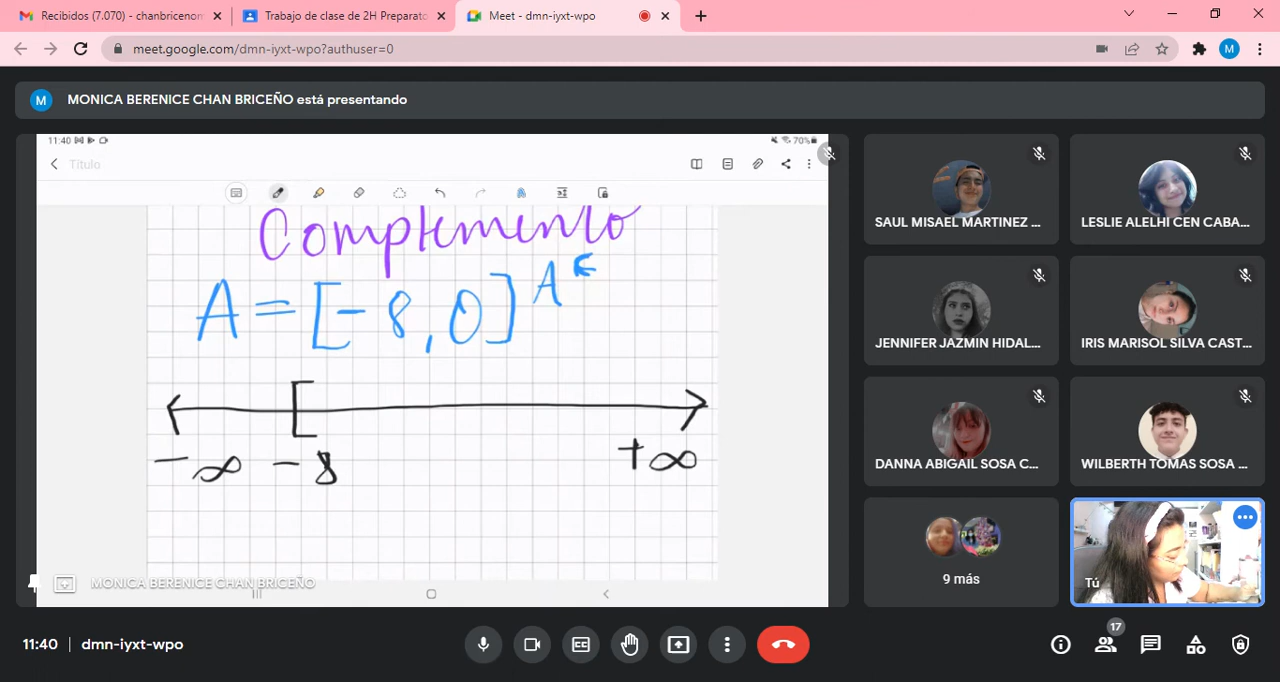 Recibidos (7.070) - chanbricenom
Trabajo de clase de 2H Preparato
Meet - dmn-iyxt-wpo
meet.google.com/dmn-iyxt-wpo?authuser=0
M
M
MONICA BERENICE CHAN BRICEÑO está presentando
11:40
70%
Título
Complemento
A = [-8, 0] A^c
-∞ -8 +∞
MONICA BERENICE CHAN BRICEÑO
SAUL MISAEL MARTINEZ ...
LESLIE ALELHI CEN CABA...
JENNIFER JAZMIN HIDAL...
IRIS MARISOL SILVA CAST...
DANNA ABIGAIL SOSA C...
WILBERTH TOMAS SOSA ...
9 más
Tú
11:40 | dmn-iyxt-wpo
17